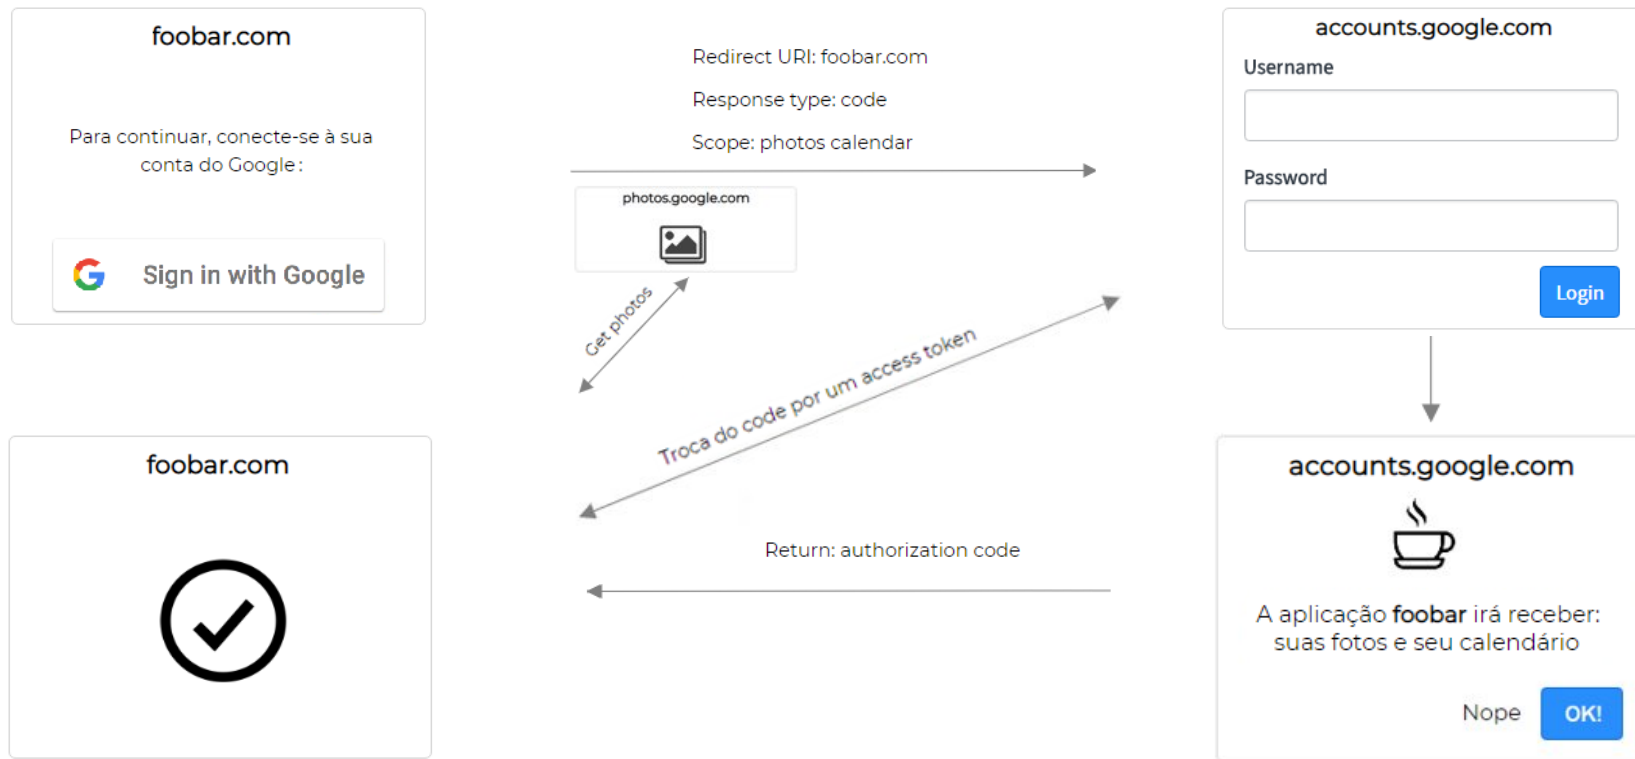 foobar.com
Para continuar, conecte-se à sua
conta do Google:
Sign in with Google
Redirect URI: foobar.com
Response type: code
Scope: photos calendar
photos.google.com
Get photos
Troca do code por um access token
accounts.google.com
Username
Password
Login
foobar.com
Return: authorization code
accounts.google.com
A aplicação foobar irá receber:
suas fotos e seu calendário
Nope
OK!